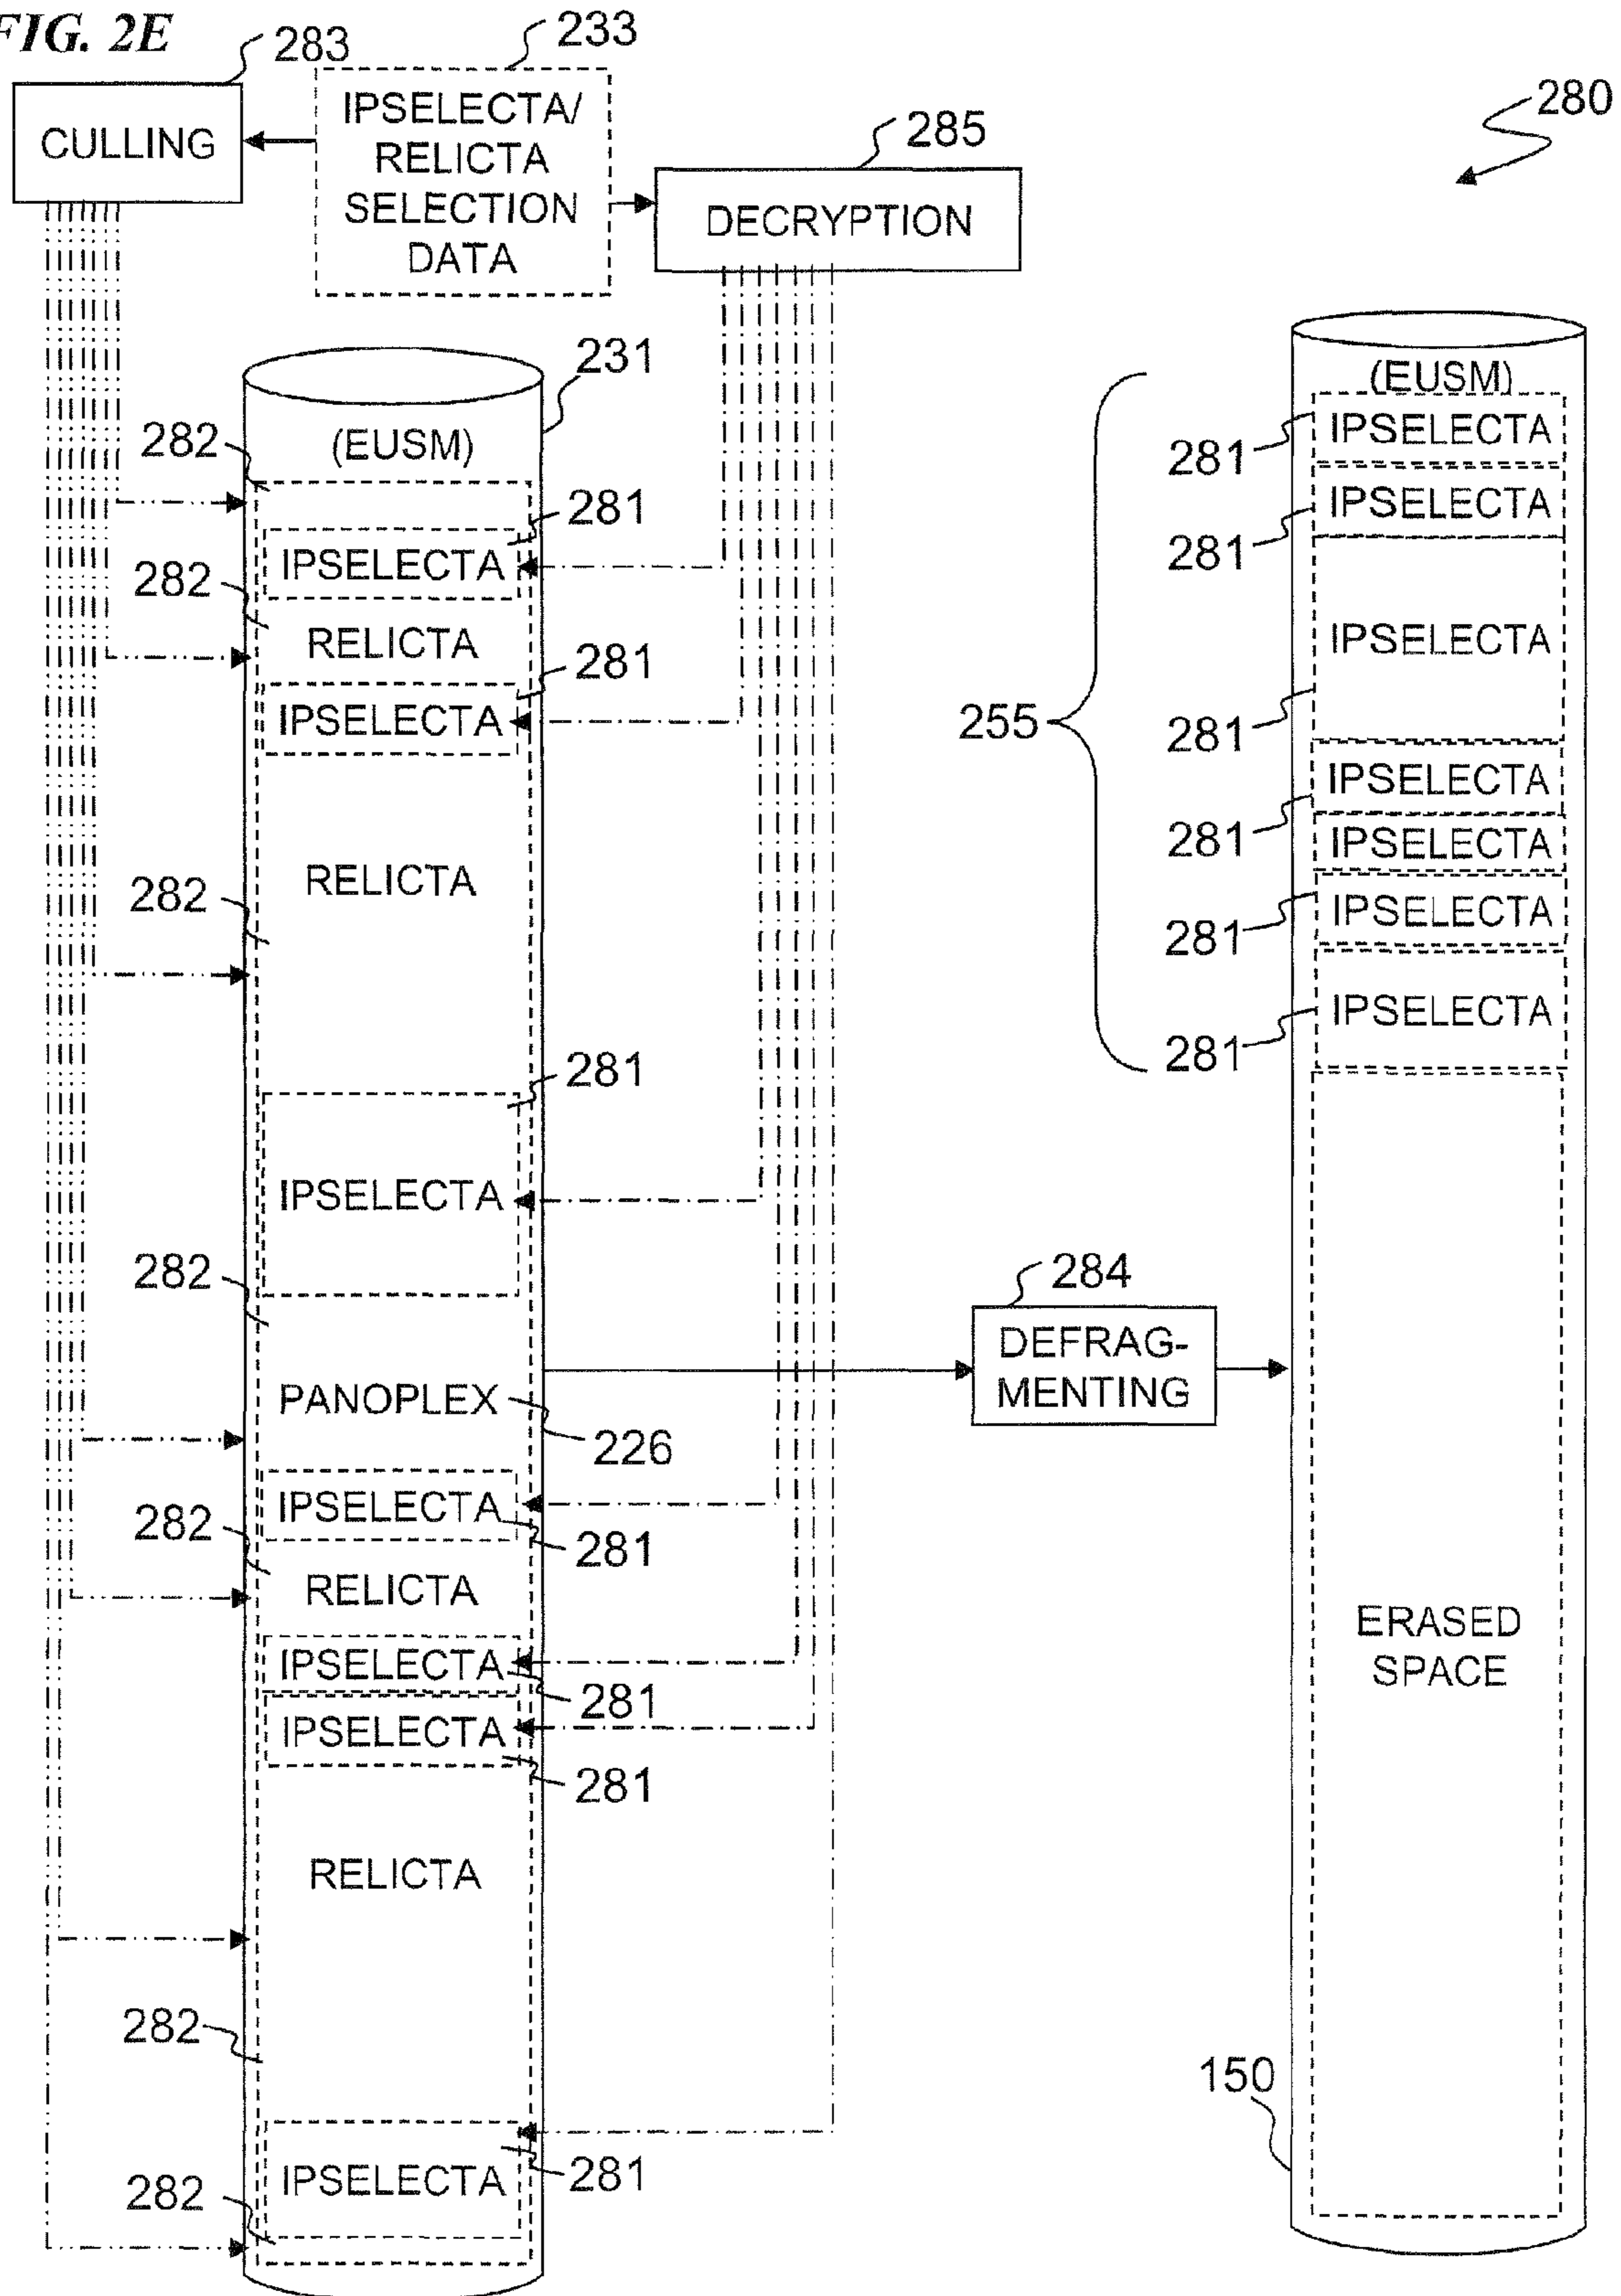 FIG. 2E
283
233
280
CULLING
IPSELECTA/
RELICTA
SELECTION
DATA
285
DECRYPTION
231
(EUSM)
282
281
IPSELECTA
282
RELICTA
281
IPSELECTA
RELICTA
282
281
IPSELECTA
282
PANOPLEX
226
IPSELECTA
281
282
RELICTA
IPSELECTA
281
IPSELECTA
281
RELICTA
282
IPSELECTA
281
282
284
DEFRAG-
MENTING
255
(EUSM)
IPSELECTA
281
IPSELECTA
281
IPSELECTA
281
IPSELECTA
281
IPSELECTA
IPSELECTA
281
IPSELECTA
281
ERASED
SPACE
150